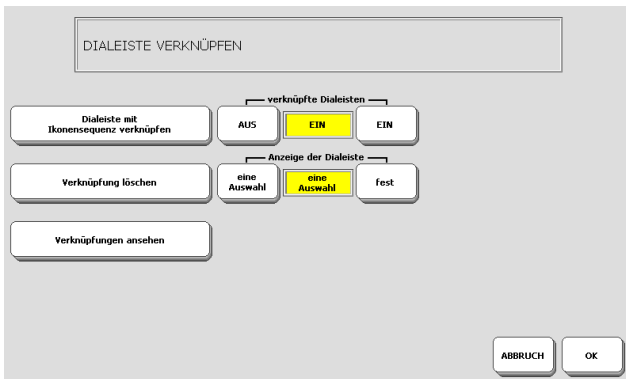 DIALEISTE VERKNÜPFEN
verknüpfte Dialeisten
Dialeiste mit
Ikonensequenz verknüpfen
AUS
EIN
EIN
Anzeige der Dialeiste
Verknüpfung löschen
eine
Auswahl
eine
Auswahl
fest
Verknüpfungen ansehen
ABBRUCH
OK